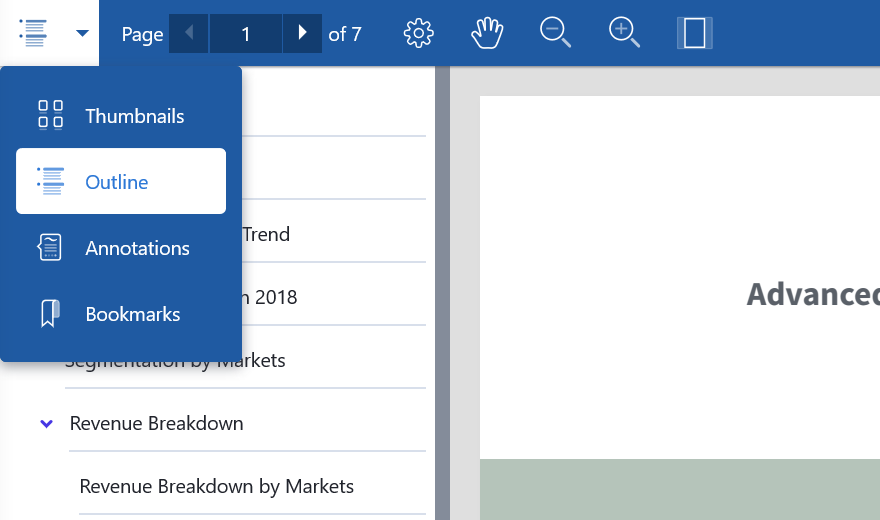 Page 1 of 7
Thumbnails
Outline
Annotations
Bookmarks
Trend
2018
Segmentation by Markets
Revenue Breakdown
Revenue Breakdown by Markets
Advanced